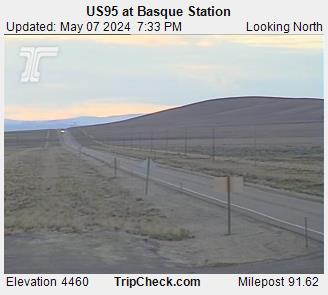 US95 at Basque Station
Updated: May 07 2024 7:33 PM Looking North
Elevation 4460 TripCheck.com Milepost 91.62